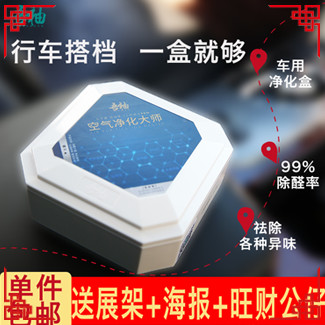 柚
行车搭档 一盒就够
车用
净化盒
空气净化大师
99%
除醛率
祛除
各种异味
单件
包邮
送展架+海报+旺财公仔